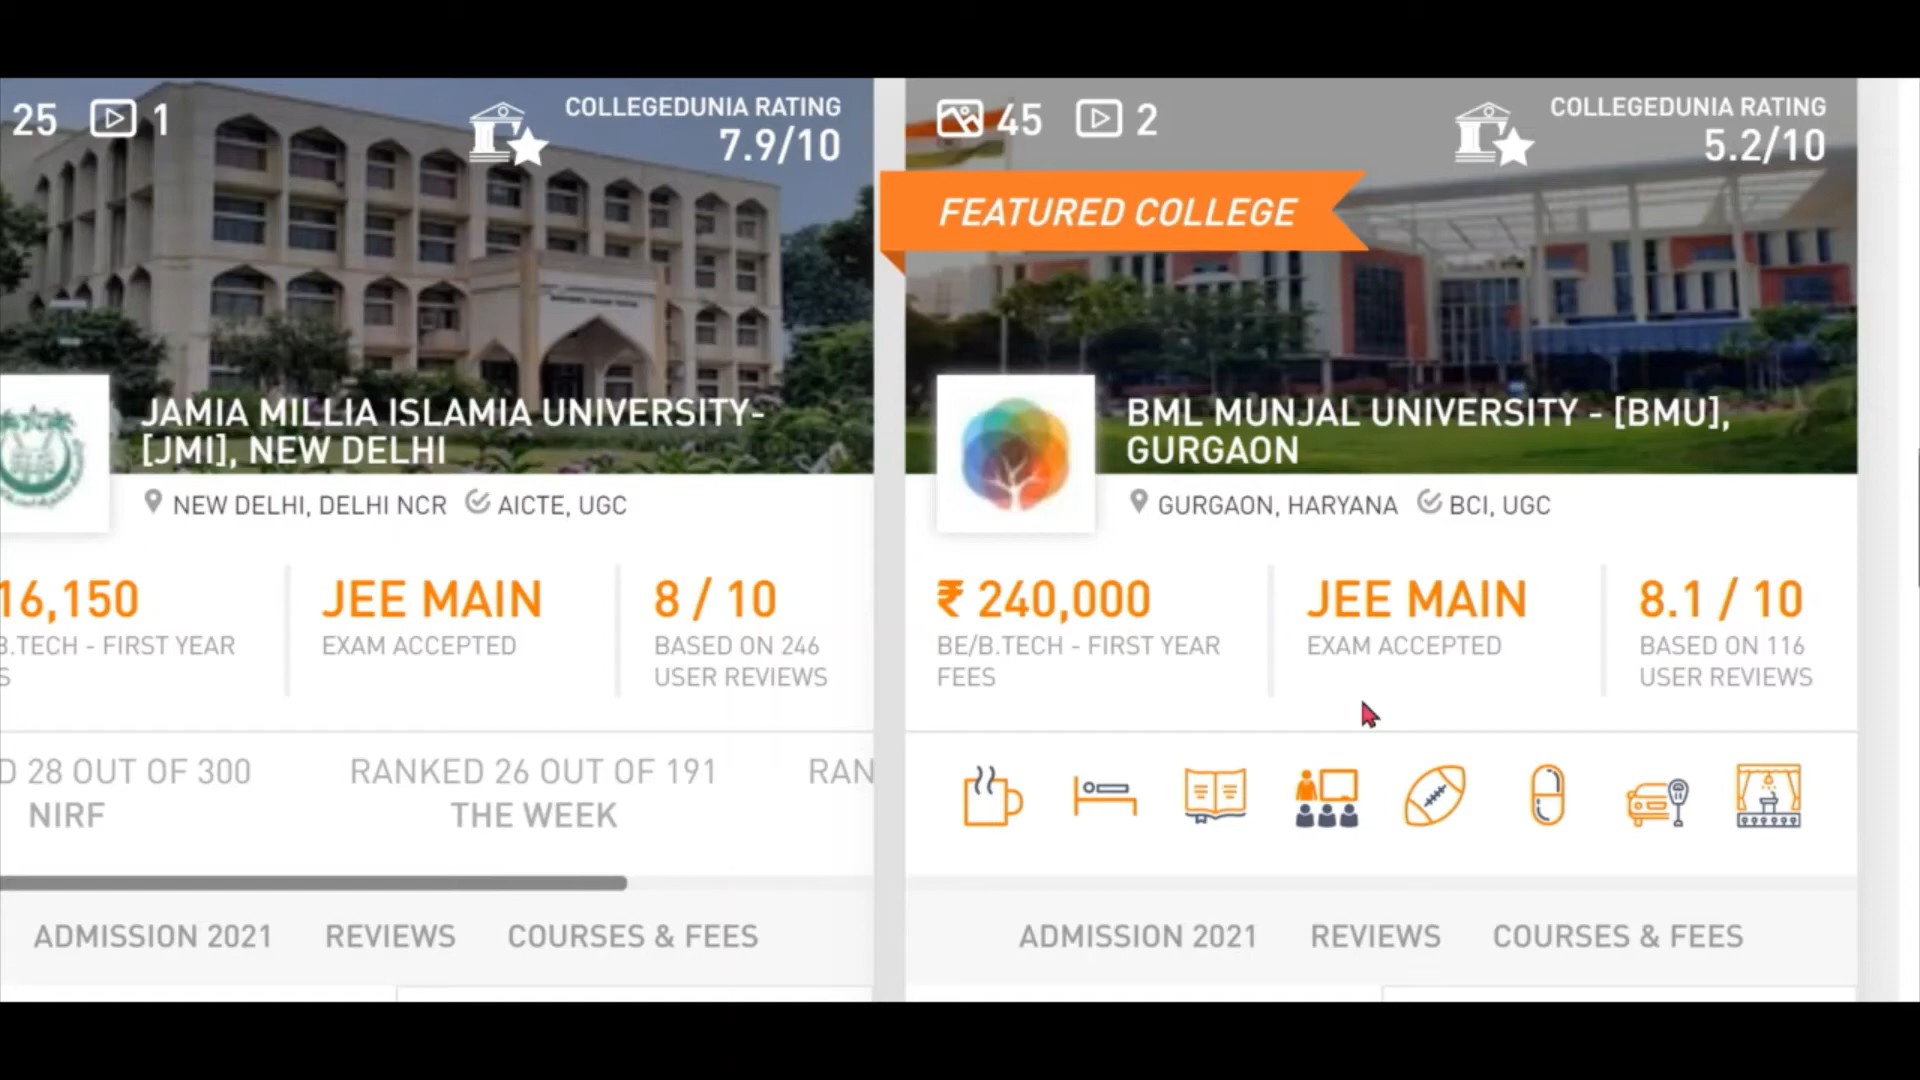 25
1
COLLEGEDUNIA RATING
7.9/10
JAMIA MILLIA ISLAMIA UNIVERSITY-
[JMI], NEW DELHI
NEW DELHI, DELHI NCR
AICTE, UGC
16,150
B.TECH - FIRST YEAR
S
JEE MAIN
EXAM ACCEPTED
8 / 10
BASED ON 246
USER REVIEWS
D 28 OUT OF 300
NIRF
RANKED 26 OUT OF 191
THE WEEK
RAN
ADMISSION 2021
REVIEWS
COURSES & FEES
45
2
COLLEGEDUNIA RATING
5.2/10
FEATURED COLLEGE
BML MUNJAL UNIVERSITY - [BMU],
GURGAON
GURGAON, HARYANA
BCI, UGC
₹ 240,000
BE/B.TECH - FIRST YEAR
FEES
JEE MAIN
EXAM ACCEPTED
8.1 / 10
BASED ON 116
USER REVIEWS
ADMISSION 2021
REVIEWS
COURSES & FEES